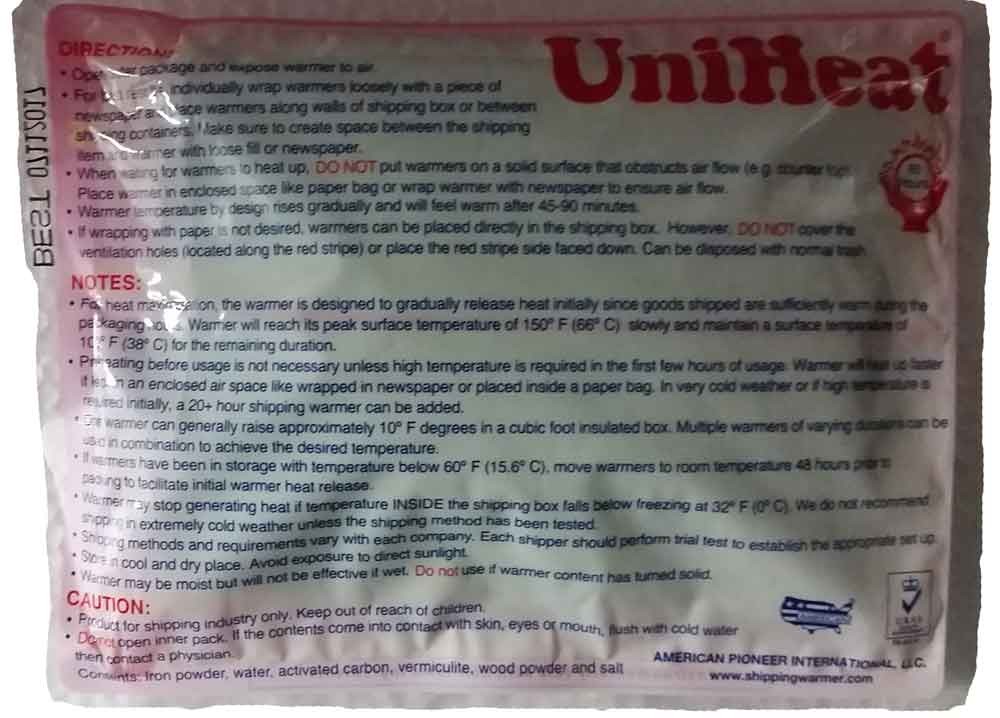 UniHeat
DIRECTIONS
• Open package and expose warmer to air.
• For individually wrap warmers loosely with a piece of
newspaper warmers along walls of shipping box or between
containers. Make sure to create space between the shipping
item warmer with loose fill or newspaper.
• When waiting for warmers to heat up, DO NOT put warmers on a solid surface that obstructs air flow (e.g. counter top).
Place warmer in enclosed space like paper bag or wrap warmer with newspaper to ensure air flow.
• Warmer temperature by design rises gradually and will feel warm after 45-90 minutes.
• If wrapping with paper is not desired, warmers can be placed directly in the shipping box. However, DO NOT cover the
ventilation holes (located along the red stripe) or place the red stripe side faced down. Can be disposed with normal trash.
Hours
BEST
NOTES:
• For heat the warmer is designed to gradually release heat initially since goods shipped are sufficiently warm during the
packaging Warmer will reach its peak surface temperature of 150° F (66° C) slowly and maintain a surface temperature of
F (38° C) for the remaining duration.
• Preheating before usage is not necessary unless high temperature is required in the first few hours of usage. Warmer will heat up faster
if in an enclosed air space like wrapped in newspaper or placed inside a paper bag. In very cold weather or if high temperature is
required initially, a 20+ hour shipping warmer can be added.
• One warmer can generally raise approximately 10° F degrees in a cubic foot insulated box. Multiple warmers of varying durations can be
used in combination to achieve the desired temperature.
• If warmers have been in storage with temperature below 60° F (15.6° C), move warmers to room temperature 48 hours prior to
packing to facilitate initial warmer heat release.
• Warmer may stop generating heat if temperature INSIDE the shipping box falls below freezing at 32° F (0° C). We do not recommend
shipping in extremely cold weather unless the shipping method has been tested.
• Shipping methods and requirements vary with each company. Each shipper should perform trial test to establish the appropriate set up.
• Store in cool and dry place. Avoid exposure to direct sunlight.
• Warmer may be moist but will not be effective if wet. Do not use if warmer content has turned solid.
CAUTION:
• Product for shipping industry only. Keep out of reach of children.
• Do not open inner pack. If the contents come into contact with skin, eyes or mouth, flush with cold water
then contact a physician.
Contents: Iron powder, water, activated carbon, vermiculite, wood powder and salt
AMERICAN PIONEER INTERNATIONAL, LLC.
www.shippingwarmer.com